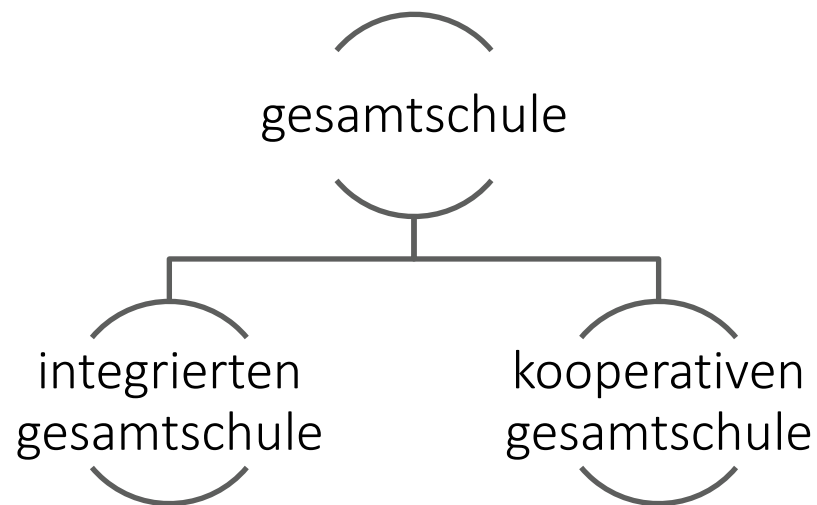 gesamtschule
integrierten
gesamtschule
kooperativen
gesamtschule